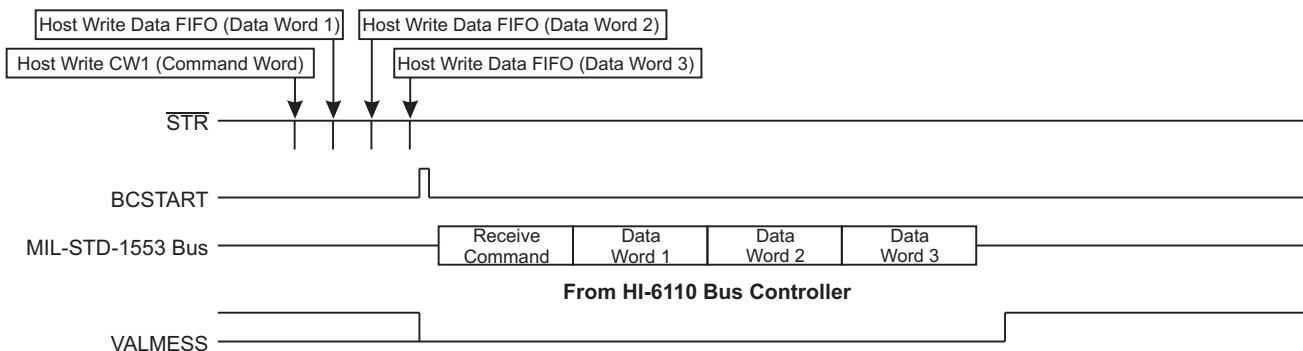 Host Write Data FIFO (Data Word 1)
Host Write Data FIFO (Data Word 2)
Host Write CW1 (Command Word)
Host Write Data FIFO (Data Word 3)
STR
BCSTART
MIL-STD-1553 Bus
Receive Command
Data Word 1
Data Word 2
Data Word 3
From HI-6110 Bus Controller
VALMESS